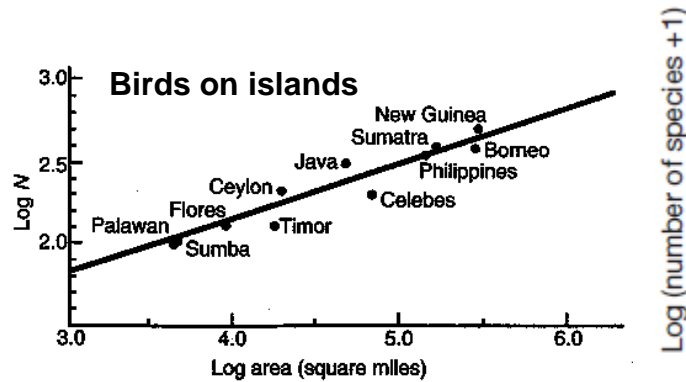 Birds on islands
3.0
2.5
2.0
Log N
New Guinea
Sumatra
Borneo
Java
Philippines
Ceylon
Celebes
Flores
Palawan
Timor
Sumba
3.0
4.0
5.0
6.0
Log area (square miles)
Log (number of species +1)